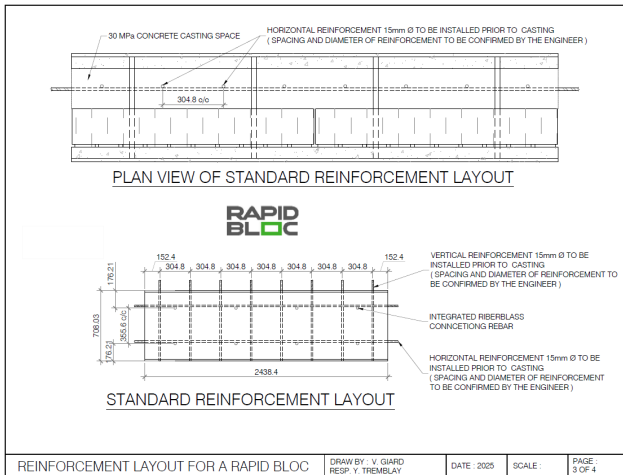 30 MPa CONCRETE CASTING SPACE
HORIZONTAL REINFORCEMENT 15mm Ø TO BE INSTALLED PRIOR TO CASTING
( SPACING AND DIAMETER OF REINFORCEMENT TO BE CONFIRMED BY THE ENGINEER )
304.8 c/c
PLAN VIEW OF STANDARD REINFORCEMENT LAYOUT
RAPID
BLOC
152.4
304.8 304.8 304.8 304.8 304.8 304.8 304.8
152.4
176.21
706.03
355.6 c/c
176.21
VERTICAL REINFORCEMENT 15mm Ø TO BE
INSTALLED PRIOR TO CASTING
( SPACING AND DIAMETER OF REINFORCEMENT TO
BE CONFIRMED BY THE ENGINEER )
INTEGRATED RIBERBLASS
CONNCETIONG REBAR
HORIZONTAL REINFORCEMENT 15mm Ø TO BE
INSTALLED PRIOR TO CASTING
( SPACING AND DIAMETER OF REINFORCEMENT
TO BE CONFIRMED BY THE ENGINEER )
2438.4
STANDARD REINFORCEMENT LAYOUT
REINFORCEMENT LAYOUT FOR A RAPID BLOC
DRAW BY : V. GIARD
RESP. Y. TREMBLAY
DATE : 2025
SCALE :
PAGE :
3 OF 4